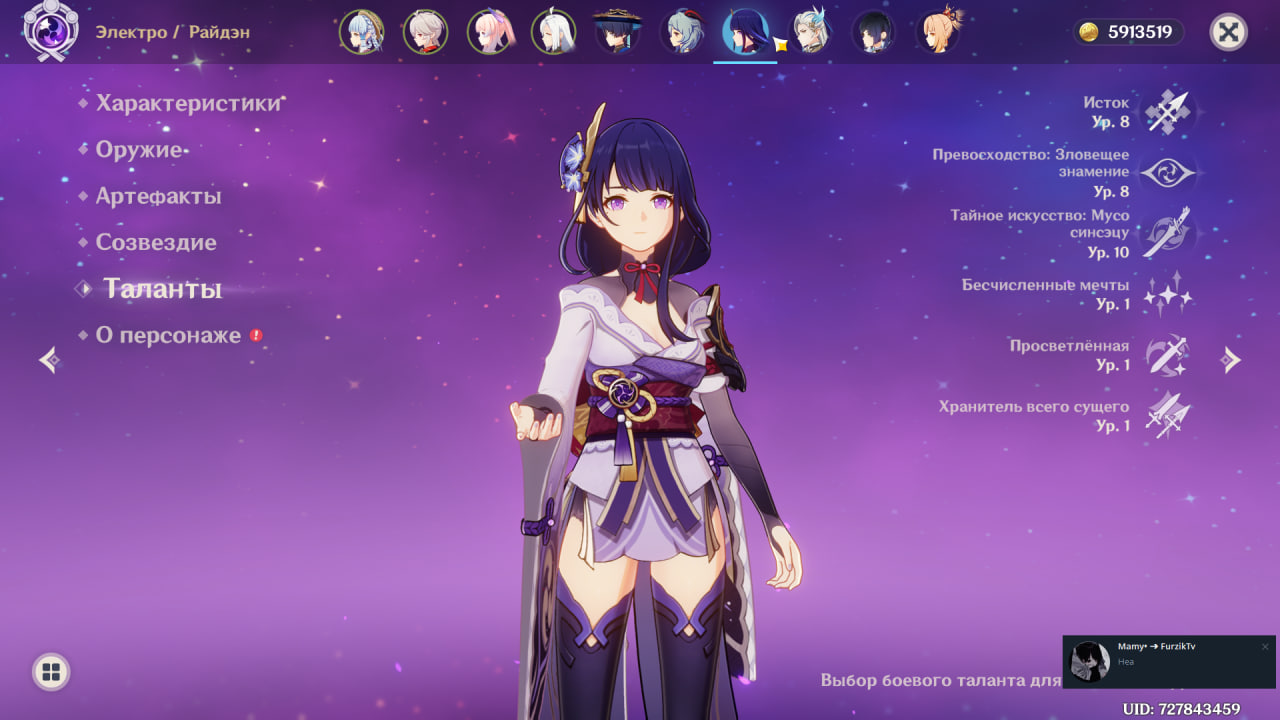 Электро / Райдэн
5913519
Характеристики
Оружие
Артефакты
Созвездие
Таланты
О персонаже
Исток
Ур. 8
Превосходство: Зловещее
знамение
Ур. 8
Тайное искусство: Мусо
синсэцу
Ур. 10
Бесчисленные мечты
Ур. 1
Просветлённая
Ур. 1
Хранитель всего сущего
Ур. 1
Mamy• ➜ FurzikTv
Неа
Выбор боевого таланта для
UID: 727843459